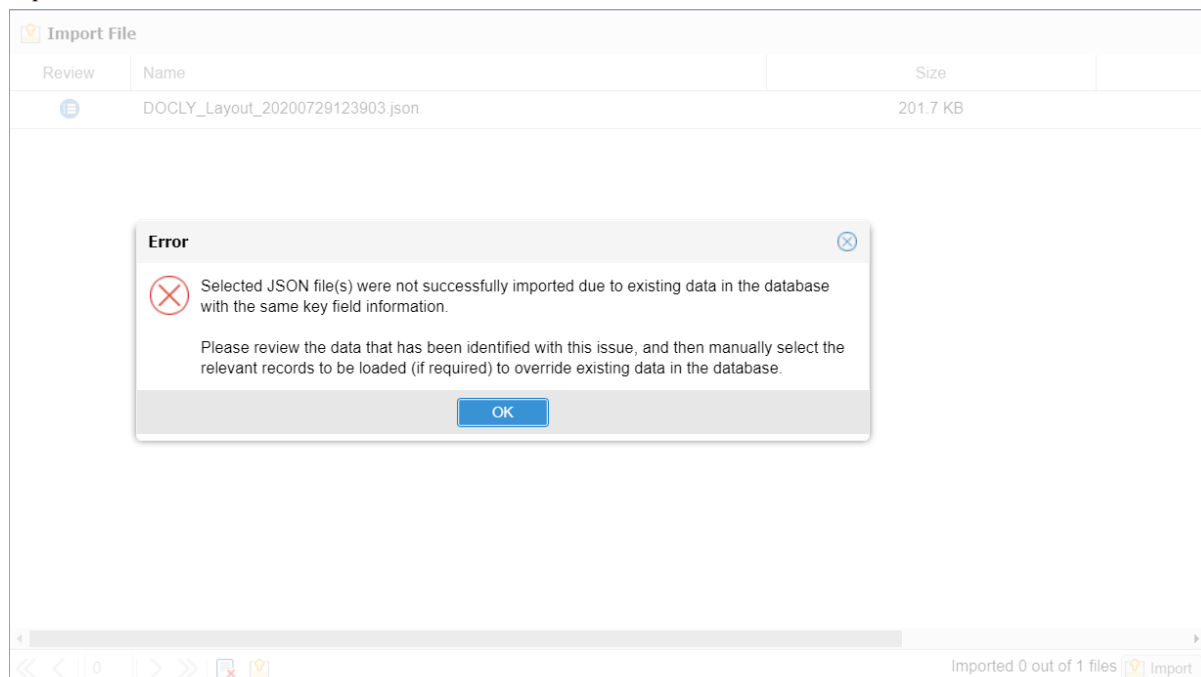 Import File
Review Name Size
DOCLY_Layout_20200729123903.json 201.7 KB
Error
Selected JSON file(s) were not successfully imported due to existing data in the database
with the same key field information.
Please review the data that has been identified with this issue, and then manually select the
relevant records to be loaded (if required) to override existing data in the database.
OK
0 Imported 0 out of 1 files Import